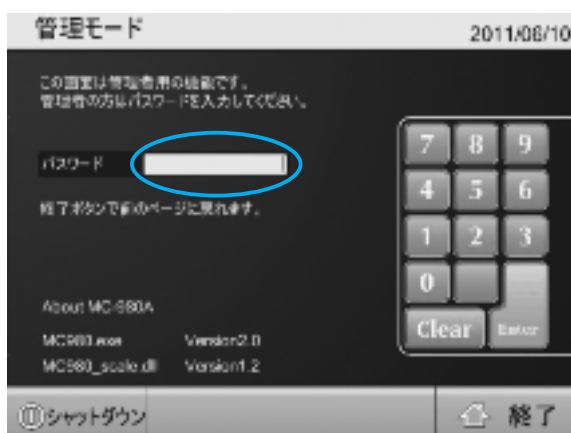 管理モード
2011/06/10
この画面は管理者用の機能です。
管理者の方はパスワードを入力してください。
パスワード
終了ボタンで前のページに戻れます。
7 8 9
4 5 6
1 2 3
0
Clear Enter
About MC-980A
MC980.exe Version2.0
MC980_scale.dll Version1.2
シャットダウン
終了